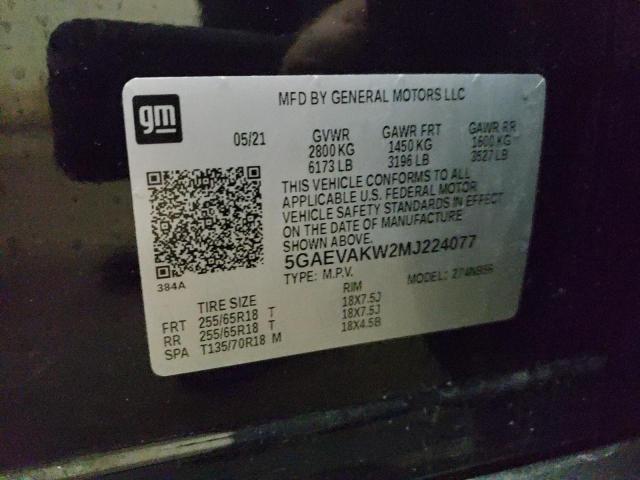 gm
MFD BY GENERAL MOTORS LLC
05/21 GVWR GAWR FRT GAWR RR
2800 KG 1450 KG 1600 KG
6173 LB 3196 LB 3527 LB
THIS VEHICLE CONFORMS TO ALL
APPLICABLE U.S. FEDERAL MOTOR
VEHICLE SAFETY STANDARDS IN EFFECT
ON THE DATE OF MANUFACTURE
SHOWN ABOVE.
5GAEVAKW2MJ224077
384A
TYPE: M.P.V. MODEL:
TIRE SIZE RIM
FRT 255/65R18 T 18X7.5J
RR 255/65R18 T 18X7.5J
SPA T135/70R18 M 18X4.5B